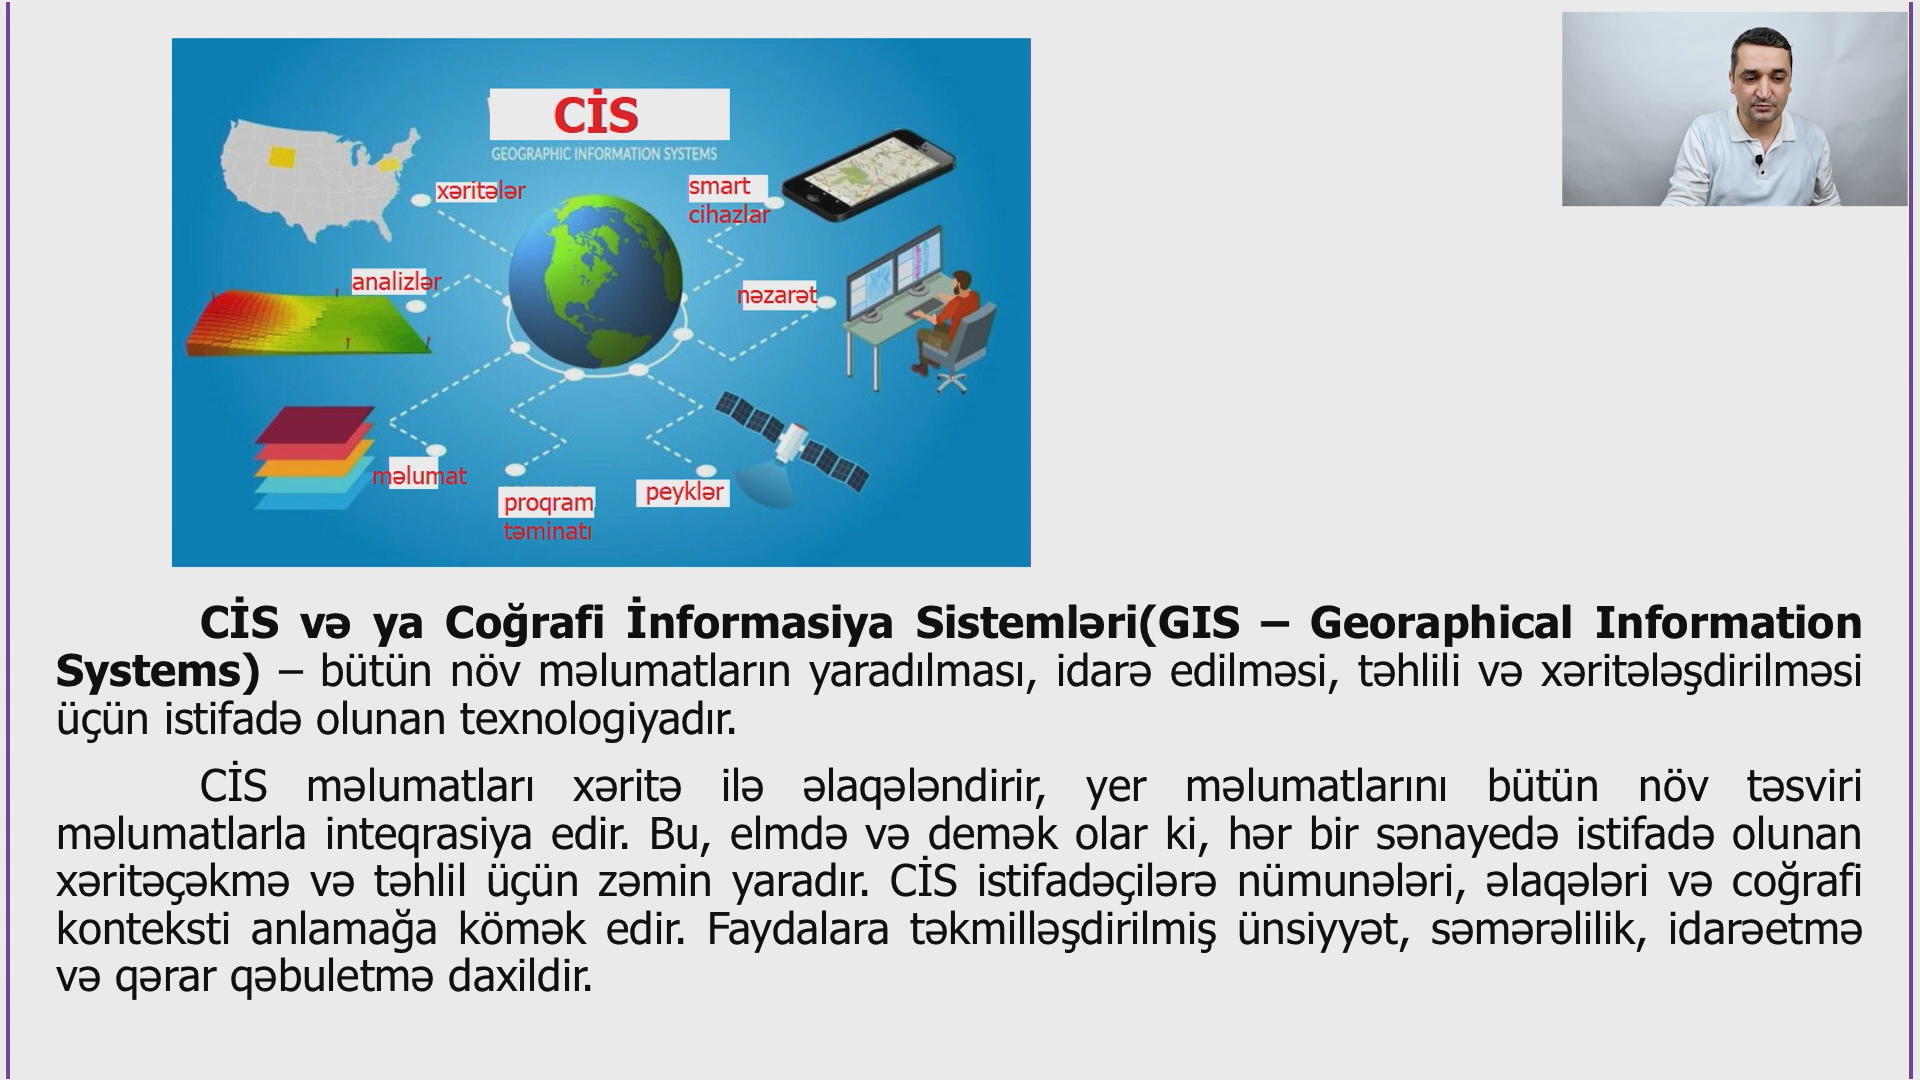 CİS
GEOGRAPHIC INFORMATION SYSTEMS
xəritələr
smart
cihazlar
analizlər
nəzarət
məlumat
proqram
təminatı
peyklər
CİS və ya Coğrafi İnformasiya Sistemləri(GIS – Georaphical Information
Systems) – bütün növ məlumatların yaradılması, idarə edilməsi, təhlili və xəritələşdirilməsi
üçün istifadə olunan texnologiyadır.
CİS məlumatları xəritə ilə əlaqələndirir, yer məlumatlarını bütün növ təsviri
məlumatlarla inteqrasiya edir. Bu, elmdə və demək olar ki, hər bir sənayedə istifadə olunan
xəritəçəkmə və təhlil üçün zəmin yaradır. CİS istifadəçilərə nümunələri, əlaqələri və coğrafi
konteksti anlamağa kömək edir. Faydalara təkmilləşdirilmiş ünsiyyət, səmərəlilik, idarəetmə
və qərar qəbuletmə daxildir.